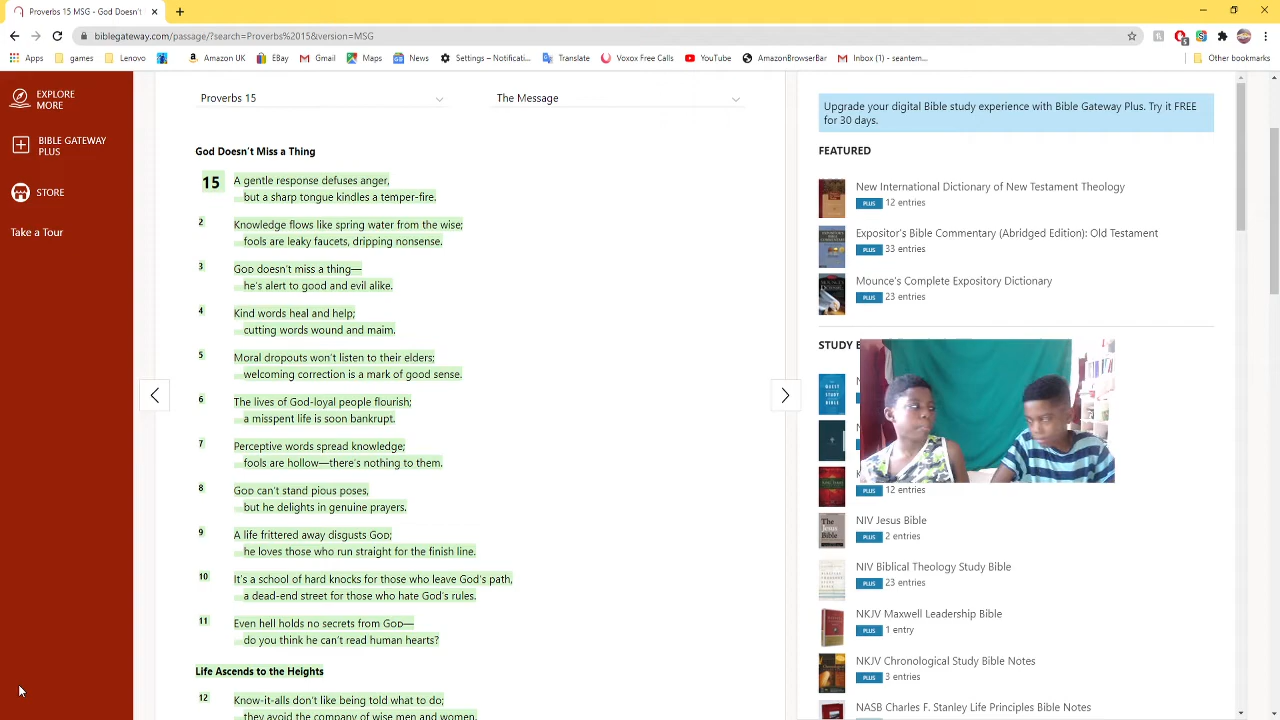 Proverbs 15 MSG - God Doesn't
biblegateway.com/passage/?search=Proverbs%2015&version=MSG
Apps
games
Lenovo
Amazon UK
EBay
Gmail
Maps
News
Settings – Notificati...
Translate
Voxox Free Calls
YouTube
AmazonBrowserBar
Inbox (1) - seantem...
Other bookmarks
EXPLORE
MORE
BIBLE GATEWAY
PLUS
STORE
Take a Tour
Proverbs 15
The Message
God Doesn't Miss a Thing
15 A gentle response defuses anger,
but a sharp tongue kindles a temper-fire.
2 Knowledge flows like spring water from the wise;
fools are leaky faucets, dripping nonsense.
3 God doesn't miss a thing—
he's alert to good and evil alike.
4 Kind words heal and help;
cutting words wound and maim.
5 Moral dropouts won't listen to their elders;
welcoming correction is a mark of good sense.
6 The lives of God-loyal people flourish;
a misspent life is soon bankrupt.
7 Perceptive words spread knowledge;
fools are hollow—there's nothing to them.
8 God can't stand pious poses,
but he delights in genuine prayers.
9 A life frittered away disgusts God;
he loves those who run straight for the finish line.
10 It's a school of hard knocks for those who leave God's path,
a dead-end street for those who hate God's rules.
11 Even hell holds no secrets from God—
do you think he can't read human hearts?
Life Ascends to the Heights
12 Know-it-alls don't like being told what to do;
they avoid the company of wise men and women.
Upgrade your digital Bible study experience with Bible Gateway Plus. Try it FREE
for 30 days.
FEATURED
New International Dictionary of New Testament Theology
PLUS 12 entries
Expositor's Bible Commentary (Abridged Edition): Old Testament
PLUS 33 entries
Mounce's Complete Expository Dictionary
PLUS 23 entries
STUDY
PLUS 12 entries
NIV Jesus Bible
PLUS 2 entries
NIV Biblical Theology Study Bible
PLUS 23 entries
NKJV Maxwell Leadership Bible
PLUS 1 entry
NKJV Chronological Study Bible Notes
PLUS 3 entries
NASB Charles F. Stanley Life Principles Bible Notes